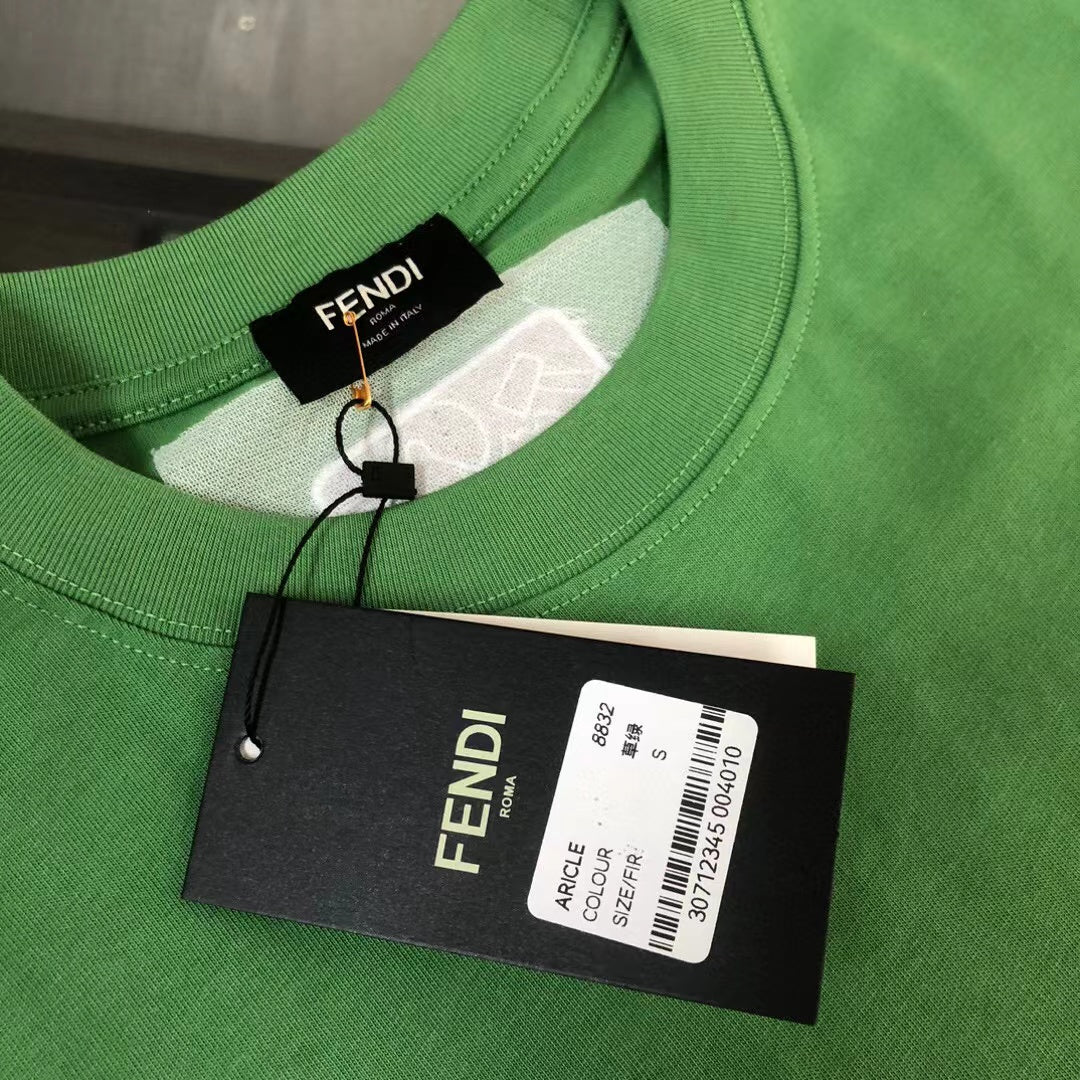 FENDI
ROMA
MADE IN ITALY
FENDI
ROMA
ARICLE 8832
COLOUR 草绿
SIZE/FIR S
30712345 004010